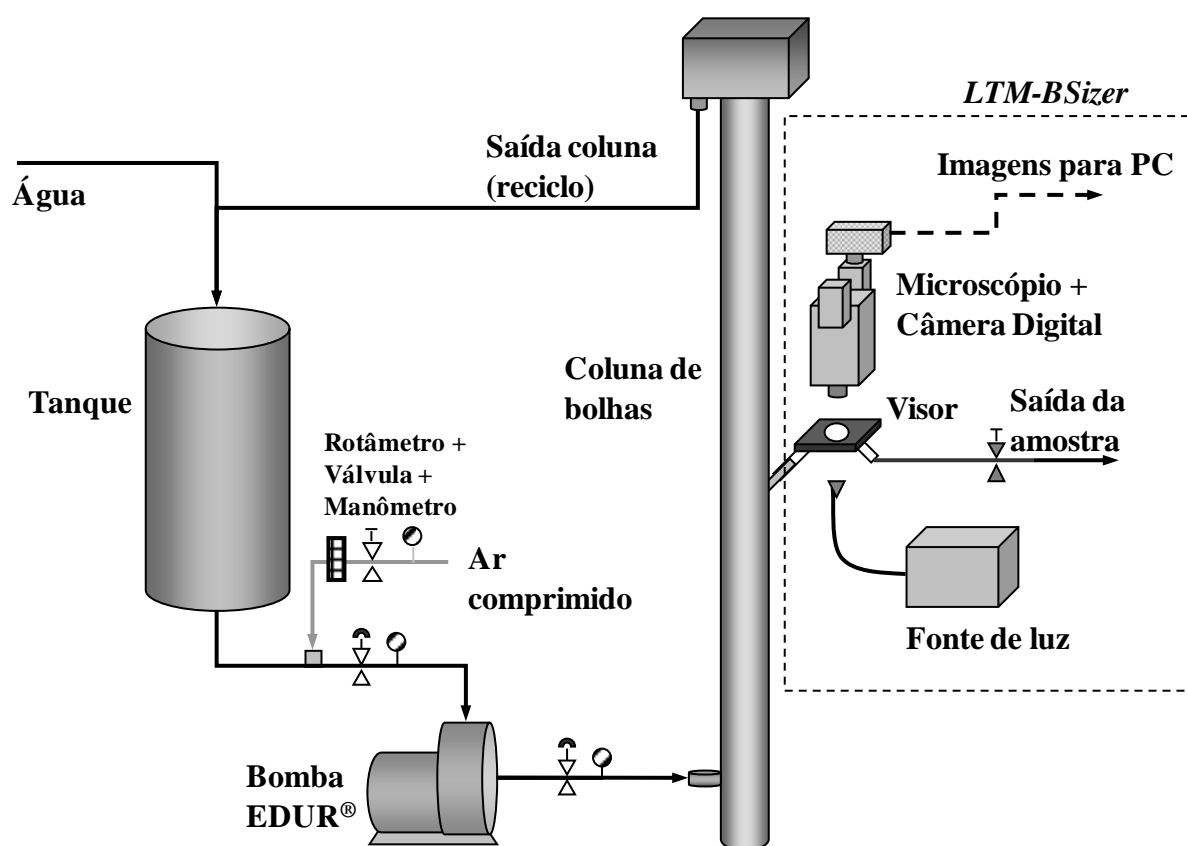 LTM-BSizer
Saída coluna
(reciclo)
Imagens para PC
Água
Microscópio +
Câmera Digital
Coluna de
bolhas
Tanque
Visor
Saída da
amostra
Rotâmetro +
Válvula +
Manômetro
Ar
comprimido
Fonte de luz
Bomba
EDUR®